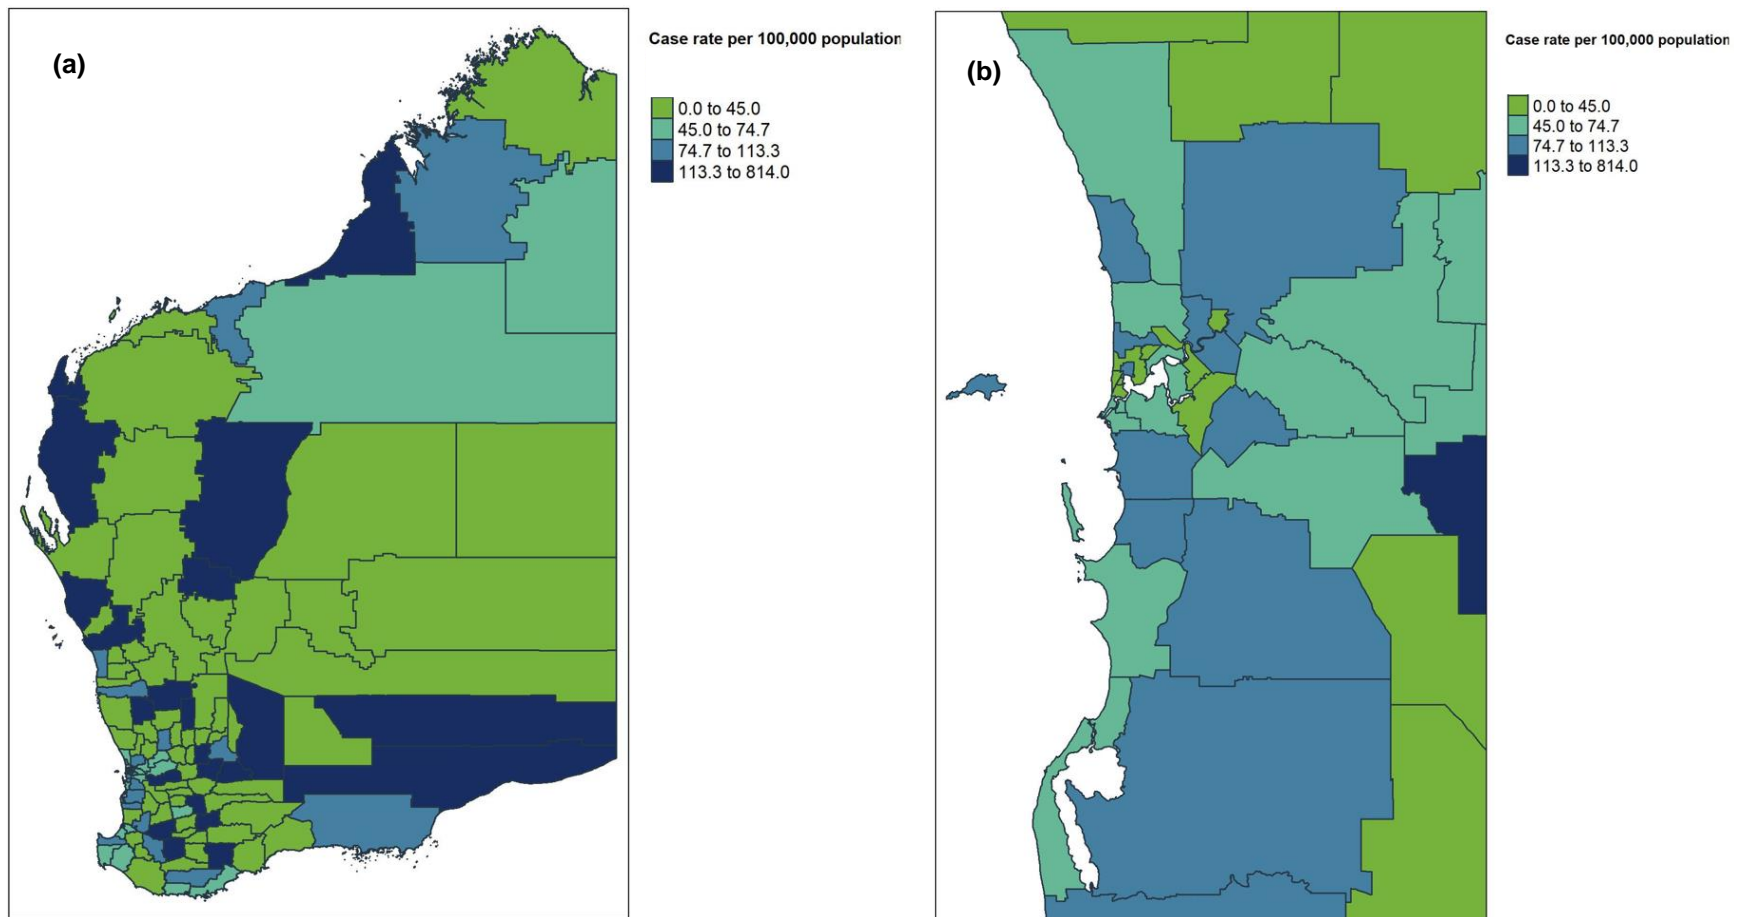 (a)
Case rate per 100,000 population
0.0 to 45.0
45.0 to 74.7
74.7 to 113.3
113.3 to 814.0
(b)
Case rate per 100,000 population
0.0 to 45.0
45.0 to 74.7
74.7 to 113.3
113.3 to 814.0